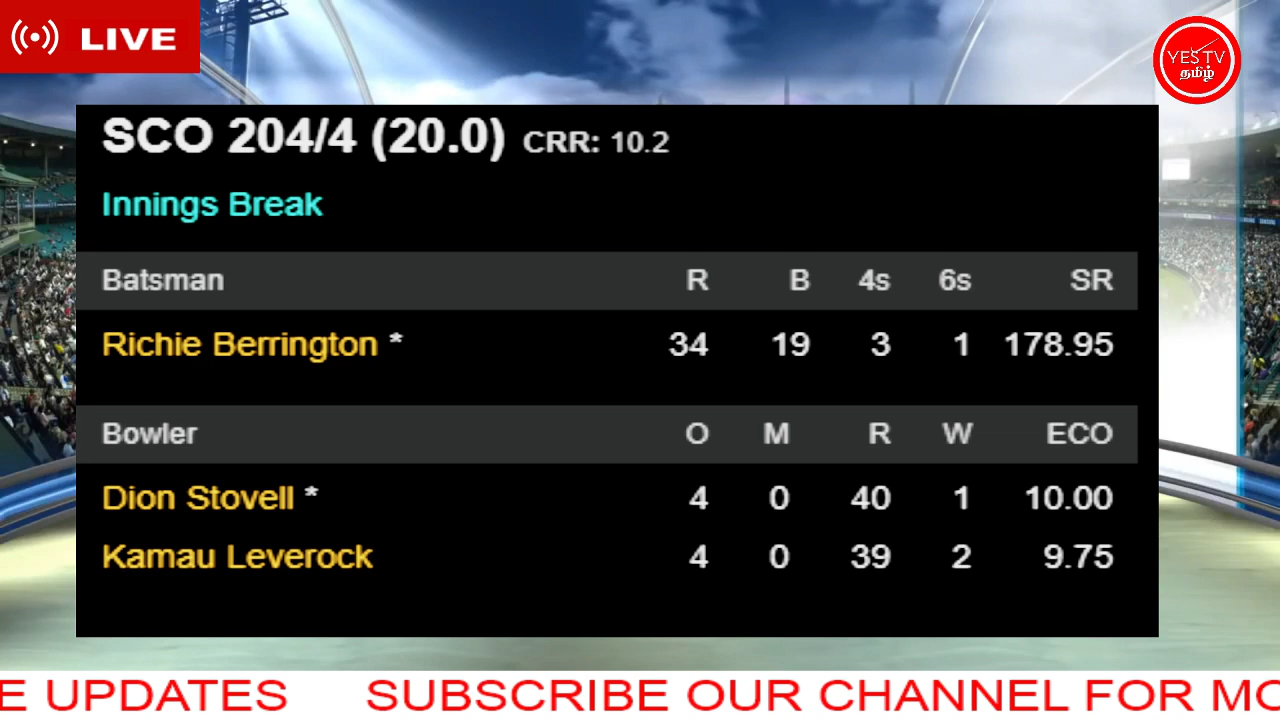 LIVE
YES TV
தமிழ்
SCO 204/4 (20.0) CRR: 10.2
Innings Break
Batsman R B 4s 6s SR
Richie Berrington * 34 19 3 1 178.95
Bowler O M R W ECO
Dion Stovell * 4 0 40 1 10.00
Kamau Leverock 4 0 39 2 9.75
E UPDATES SUBSCRIBE OUR CHANNEL FOR MO